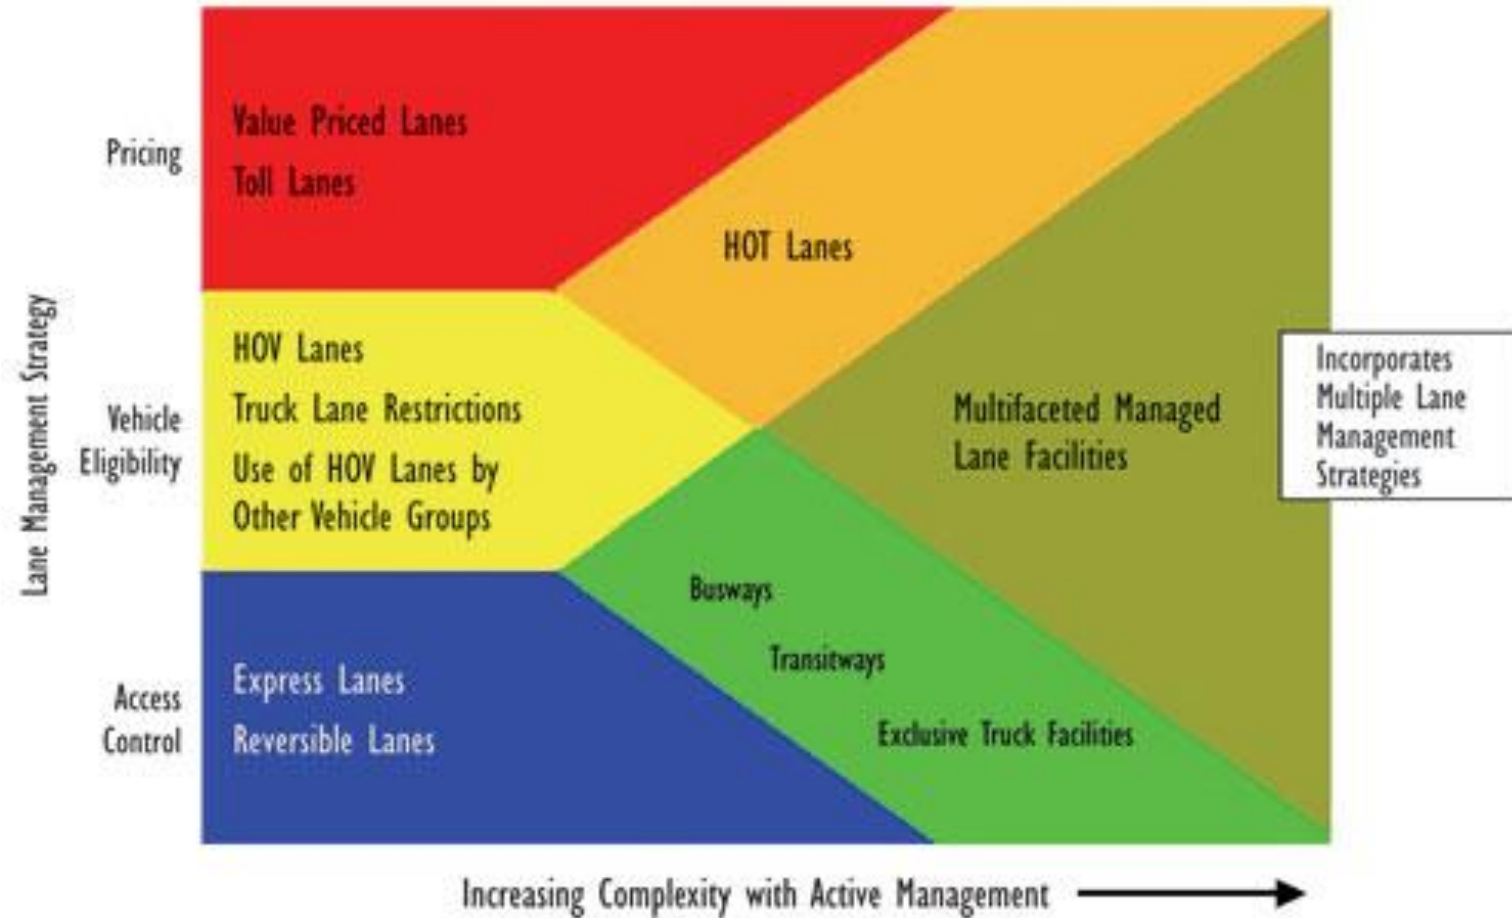 Lane Management Strategy
Pricing
Value Priced Lanes
Toll Lanes
HOT Lanes
Vehicle
Eligibility
HOV Lanes
Truck Lane Restrictions
Use of HOV Lanes by
Other Vehicle Groups
Multifaceted Managed
Lane Facilities
Incorporates
Multiple Lane
Management
Strategies
Busways
Transitways
Exclusive Truck Facilities
Access
Control
Express Lanes
Reversible Lanes
Increasing Complexity with Active Management